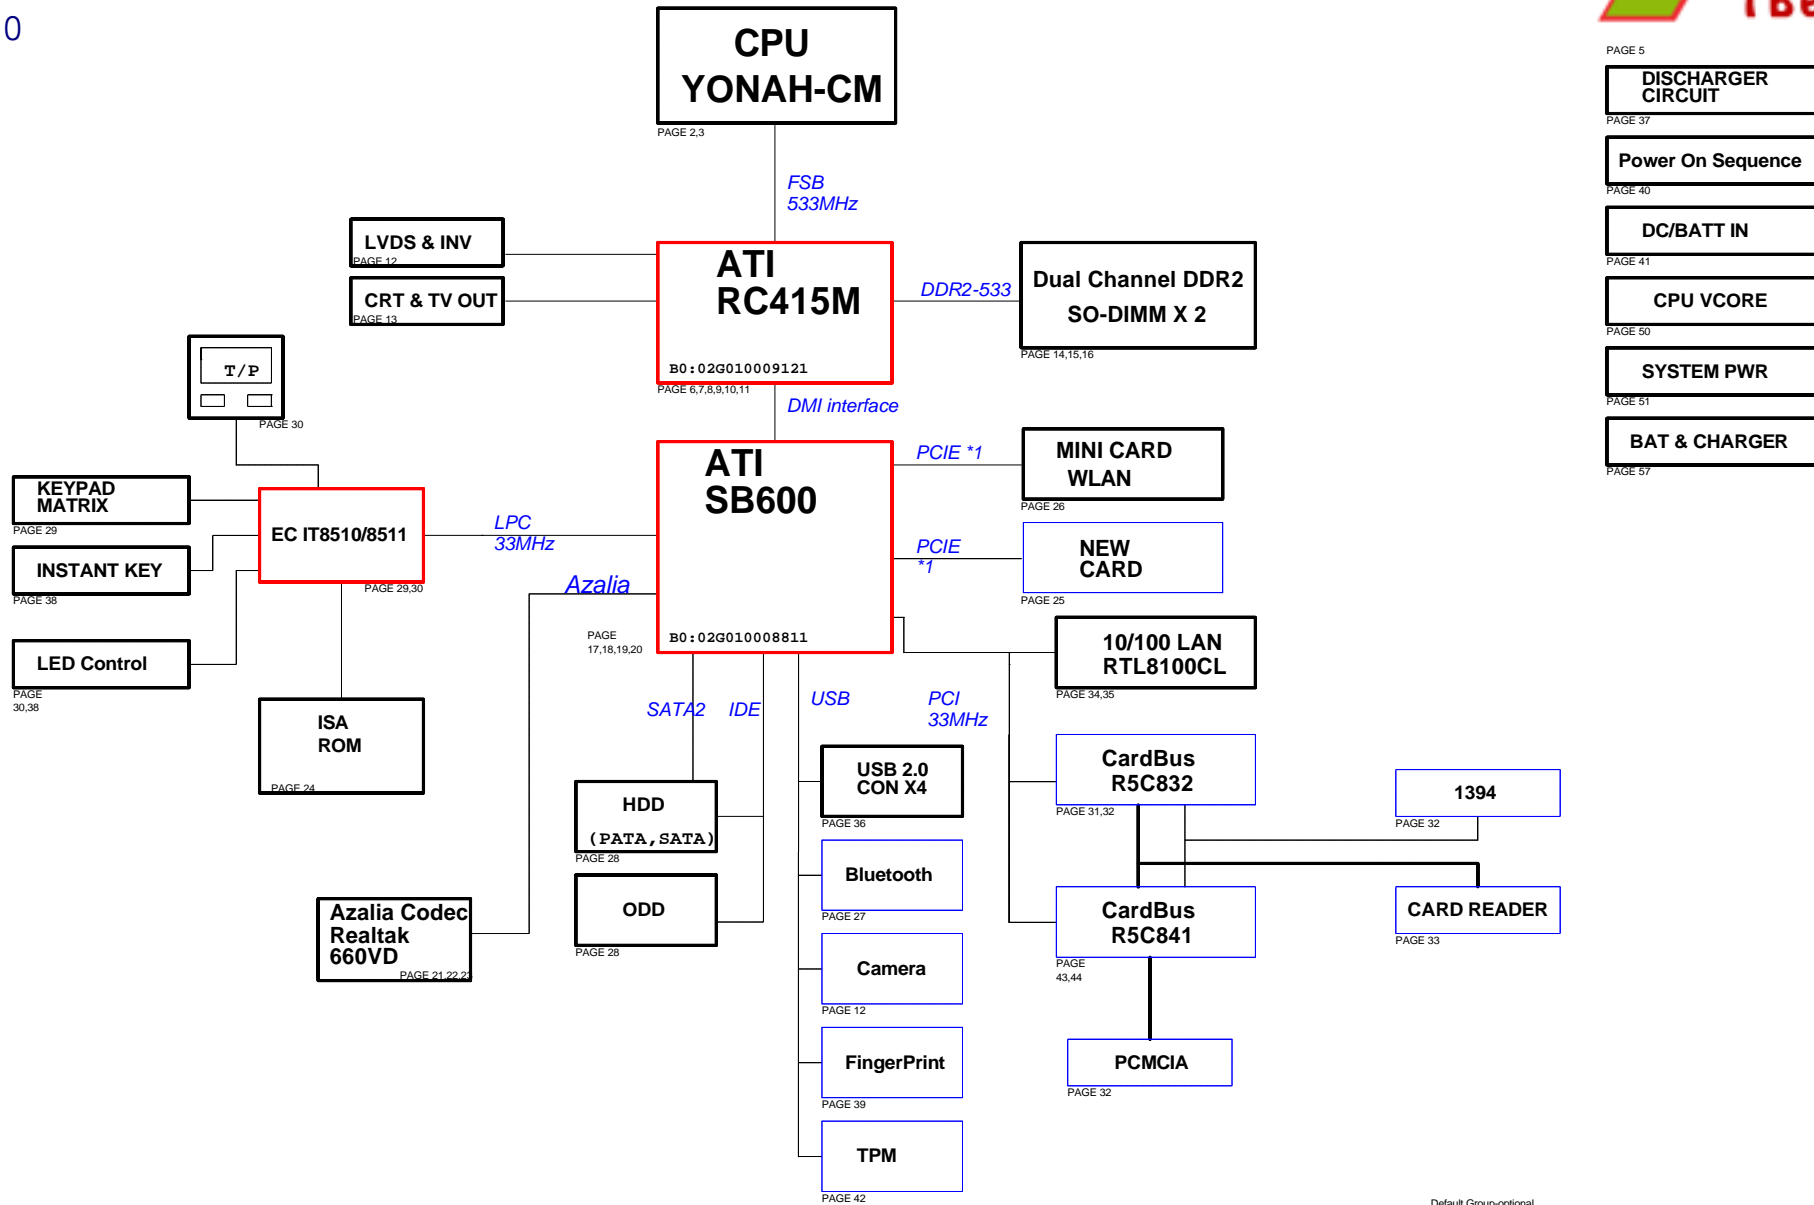 0
CPU
YONAH-CM
PAGE 2,3
FSB
533MHz
LVDS & INV
PAGE 12
CRT & TV OUT
PAGE 13
ATI
RC415M
B0:02G010009121
PAGE 6,7,8,9,10,11
DDR2-533
Dual Channel DDR2
SO-DIMM X 2
PAGE 14,15,16
DMI interface
T/P
PAGE 30
KEYPAD
MATRIX
PAGE 29
INSTANT KEY
PAGE 38
LED Control
PAGE
30,38
EC IT8510/8511
PAGE 29,30
ISA
ROM
PAGE 24
LPC
33MHz
Azalia
ATI
SB600
B0:02G010008811
PAGE
17,18,19,20
PCIE *1
MINI CARD
WLAN
PAGE 26
PCIE
*1
NEW
CARD
PAGE 25
10/100 LAN
RTL8100CL
PAGE 34,35
SATA2
IDE
USB
PCI
33MHz
HDD
(PATA,SATA)
PAGE 28
ODD
PAGE 28
Azalia Codec
Realtak
660VD
PAGE 21,22,23
USB 2.0
CON X4
PAGE 36
Bluetooth
PAGE 27
Camera
PAGE 12
FingerPrint
PAGE 39
TPM
PAGE 42
CardBus
R5C832
PAGE 31,32
1394
PAGE 32
CardBus
R5C841
PAGE
43,44
CARD READER
PAGE 33
PCMCIA
PAGE 32
PAGE 5
DISCHARGER
CIRCUIT
PAGE 37
Power On Sequence
PAGE 40
DC/BATT IN
PAGE 41
CPU VCORE
PAGE 50
SYSTEM PWR
PAGE 51
BAT & CHARGER
PAGE 57
Default Group-optional